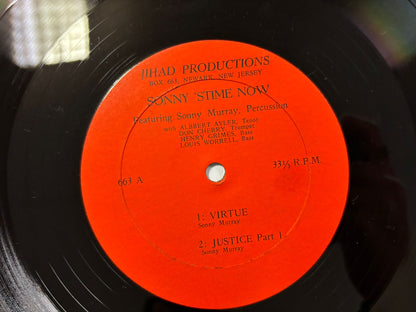 JIHAD PRODUCTIONS
BOX 663, NEWARK, NEW JERSEY
SONNY 'STIME NOW
Featuring Sonny Murray, Percussion
with ALBERT AYLER, Tenor
DON CHERRY, Trumpet
HENRY GRIMES, Bass
LOUIS WORRELL, Bass
663 A
33⅓ R.P.M.
1: VIRTUE
Sonny Murray
2: JUSTICE Part 1
Sonny Murray